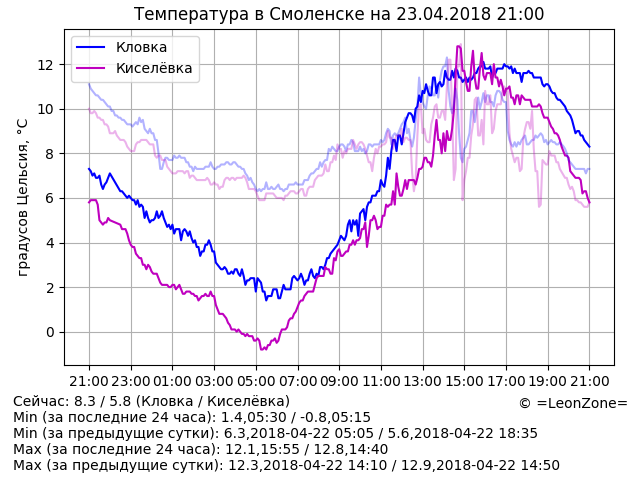 Температура в Смоленске на 23.04.2018 21:00
Кловка
Киселёвка
градусов Цельсия, °C
12
10
8
6
4
2
0
21:00 23:00 01:00 03:00 05:00 07:00 09:00 11:00 13:00 15:00 17:00 19:00 21:00
Сейчас: 8.3 / 5.8 (Кловка / Киселёвка)
© =LeonZone=
Min (за последние 24 часа): 1.4,05:30 / -0.8,05:15
Min (за предыдущие сутки): 6.3,2018-04-22 05:05 / 5.6,2018-04-22 18:35
Max (за последние 24 часа): 12.1,15:55 / 12.8,14:40
Max (за предыдущие сутки): 12.3,2018-04-22 14:10 / 12.9,2018-04-22 14:50